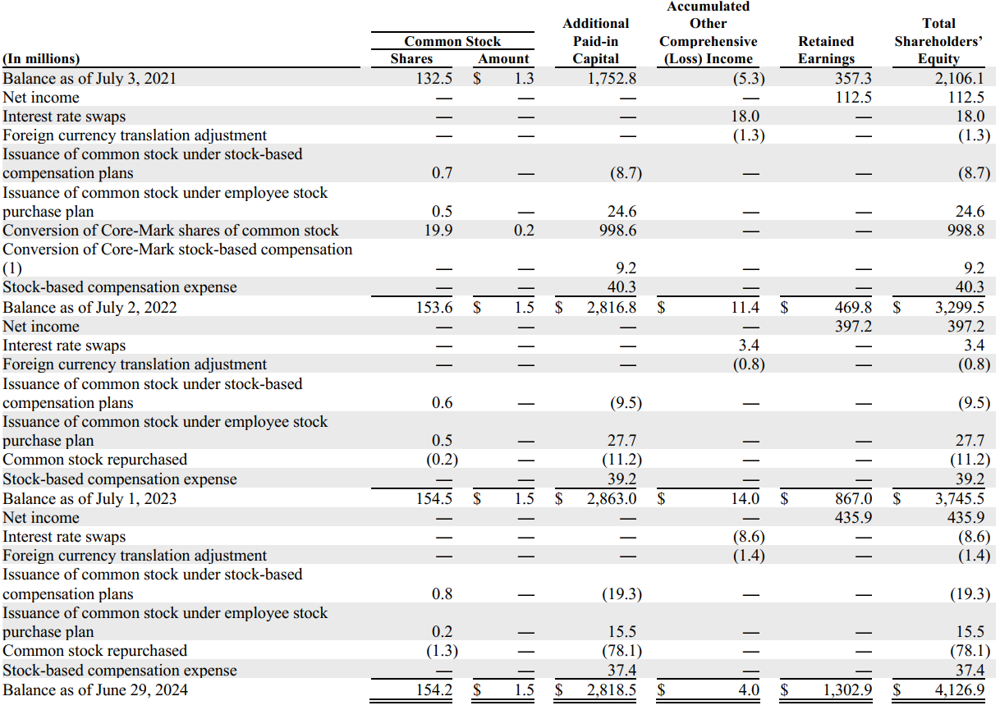 Accumulated
Additional Other Total
Common Stock Paid-in Comprehensive Retained Shareholders’
(In millions) Shares Amount Capital (Loss) Income Earnings Equity
Balance as of July 3, 2021 132.5 $ 1.3 1,752.8 (5.3) 357.3 2,106.1
Net income — — — — 112.5 112.5
Interest rate swaps — — — 18.0 — 18.0
Foreign currency translation adjustment — — — (1.3) — (1.3)
Issuance of common stock under stock-based
compensation plans 0.7 — (8.7) — — (8.7)
Issuance of common stock under employee stock
purchase plan 0.5 — 24.6 — — 24.6
Conversion of Core-Mark shares of common stock 19.9 0.2 998.6 — — 998.8
Conversion of Core-Mark stock-based compensation
(1) — — 9.2 — — 9.2
Stock-based compensation expense — — 40.3 — — 40.3
Balance as of July 2, 2022 153.6 $ 1.5 $ 2,816.8 $ 11.4 $ 469.8 $ 3,299.5
Net income — — — — 397.2 397.2
Interest rate swaps — — — 3.4 — 3.4
Foreign currency translation adjustment — — — (0.8) — (0.8)
Issuance of common stock under stock-based
compensation plans 0.6 — (9.5) — — (9.5)
Issuance of common stock under employee stock
purchase plan 0.5 — 27.7 — — 27.7
Common stock repurchased (0.2) — (11.2) — — (11.2)
Stock-based compensation expense — — 39.2 — — 39.2
Balance as of July 1, 2023 154.5 $ 1.5 $ 2,863.0 $ 14.0 $ 867.0 $ 3,745.5
Net income — — — — 435.9 435.9
Interest rate swaps — — — (8.6) — (8.6)
Foreign currency translation adjustment — — — (1.4) — (1.4)
Issuance of common stock under stock-based
compensation plans 0.8 — (19.3) — — (19.3)
Issuance of common stock under employee stock
purchase plan 0.2 — 15.5 — — 15.5
Common stock repurchased (1.3) — (78.1) — — (78.1)
Stock-based compensation expense — — 37.4 — — 37.4
Balance as of June 29, 2024 154.2 $ 1.5 $ 2,818.5 $ 4.0 $ 1,302.9 $ 4,126.9